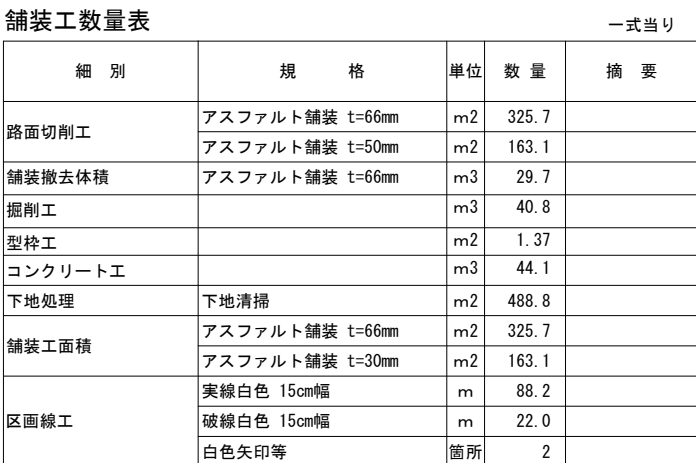 舗装工数量表
一式当り
細 別 規 格 単位 数 量 摘 要
路面切削工 アスファルト舗装 t=66mm m2 325.7
アスファルト舗装 t=50mm m2 163.1
舗装撤去体積 アスファルト舗装 t=66mm m3 29.7
掘削工 m3 40.8
型枠工 m2 1.37
コンクリート工 m3 44.1
下地処理 下地清掃 m2 488.8
舗装工面積 アスファルト舗装 t=66mm m2 325.7
アスファルト舗装 t=30mm m2 163.1
区画線工 実線白色 15cm幅 m 88.2
破線白色 15cm幅 m 22.0
白色矢印等 箇所 2